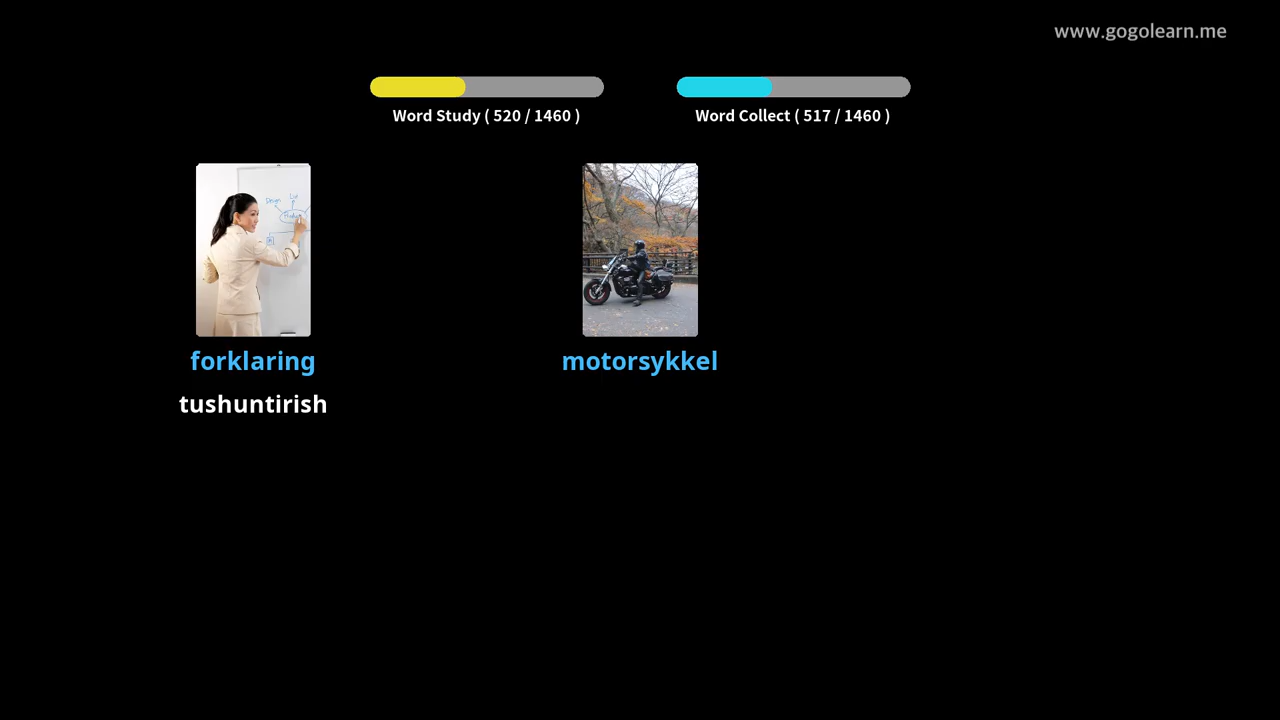 www.gogolearn.me
Word Study ( 520 / 1460 )
Word Collect ( 517 / 1460 )
forklaring
motorsykkel
tushuntirish